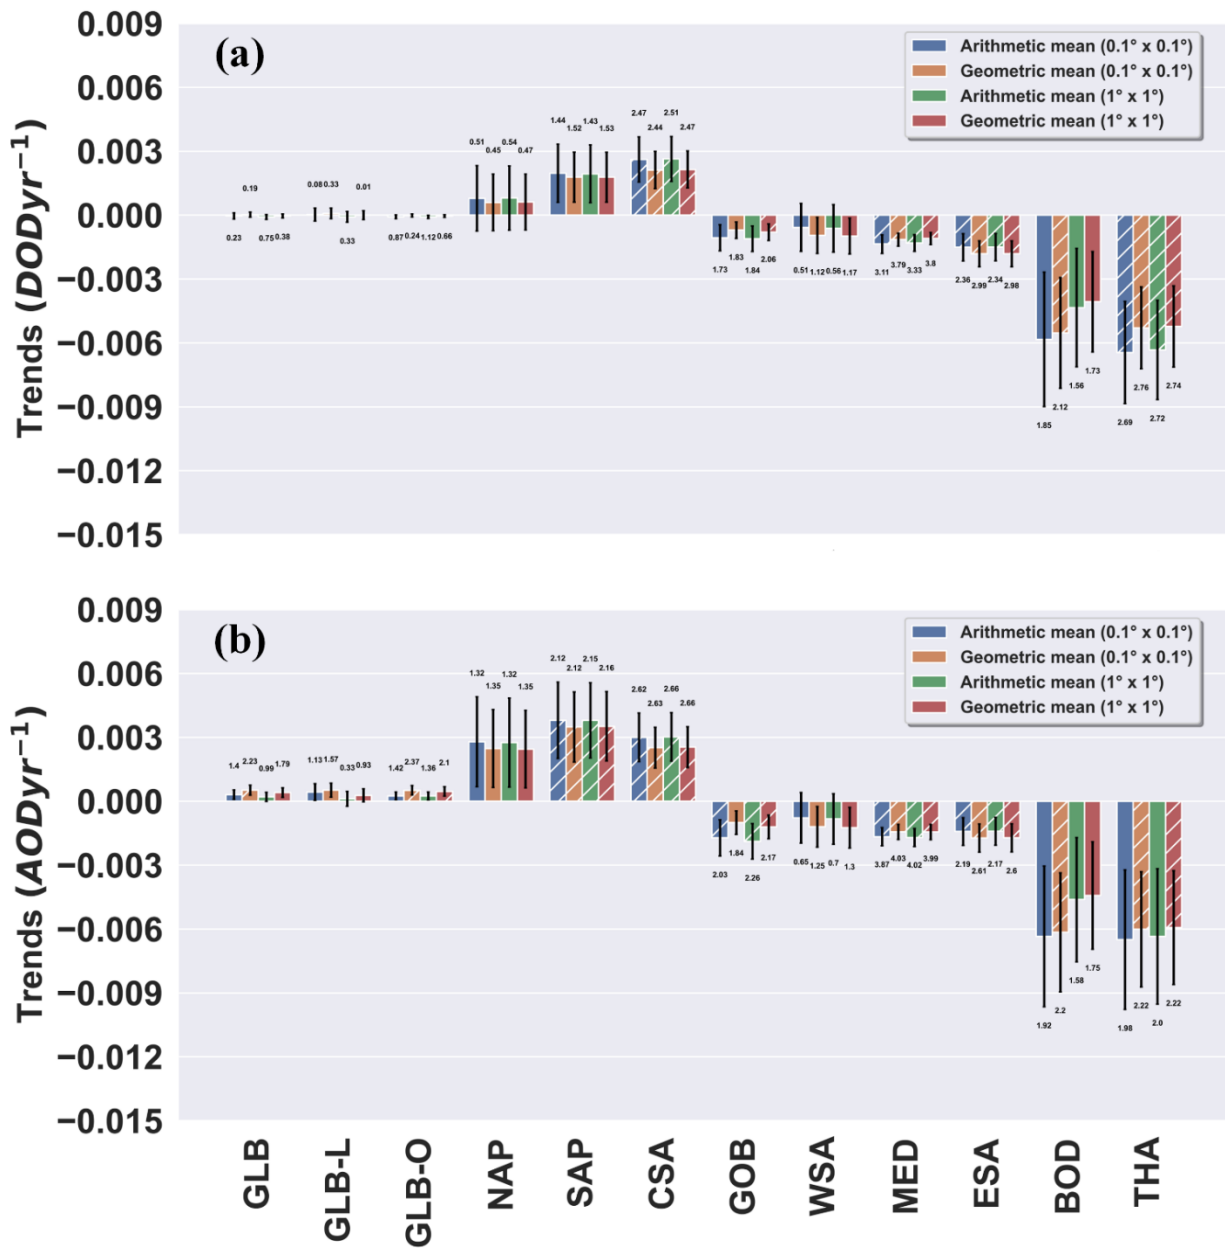 (a)
Arithmetic mean (0.1° x 0.1°)
Geometric mean (0.1° x 0.1°)
Arithmetic mean (1° x 1°)
Geometric mean (1° x 1°)
Trends (DODyr⁻¹)
0.009
0.006
0.003
0.000
−0.003
−0.006
−0.009
−0.012
−0.015
0.23 0.19 0.75 0.38
0.08 0.33 0.33 0.01
0.87 0.24 1.12 0.66
0.51 0.45 0.54 0.47
1.44 1.52 1.43 1.53
2.47 2.44 2.51 2.47
1.73 1.83 1.84 2.06
0.51 1.12 0.56 1.17
3.11 3.79 3.33 3.8
2.36 2.99 2.34 2.98
1.85 2.12 1.56 1.73
2.69 2.76 2.72 2.74
(b)
Arithmetic mean (0.1° x 0.1°)
Geometric mean (0.1° x 0.1°)
Arithmetic mean (1° x 1°)
Geometric mean (1° x 1°)
Trends (AODyr⁻¹)
0.009
0.006
0.003
0.000
−0.003
−0.006
−0.009
−0.012
−0.015
1.4 2.23 0.99 1.79
1.13 1.57 0.33 0.93
1.42 2.37 1.36 2.1
1.32 1.35 1.32 1.35
2.12 2.12 2.15 2.16
2.62 2.63 2.66 2.66
2.03 1.84 2.26 2.17
0.65 1.25 0.7 1.3
3.87 4.03 4.02 3.99
2.19 2.61 2.17 2.6
1.92 2.2 1.58 1.75
1.98 2.22 2.0 2.22
GLB
GLB-L
GLB-O
NAP
SAP
CSA
GOB
WSA
MED
ESA
BOD
THA